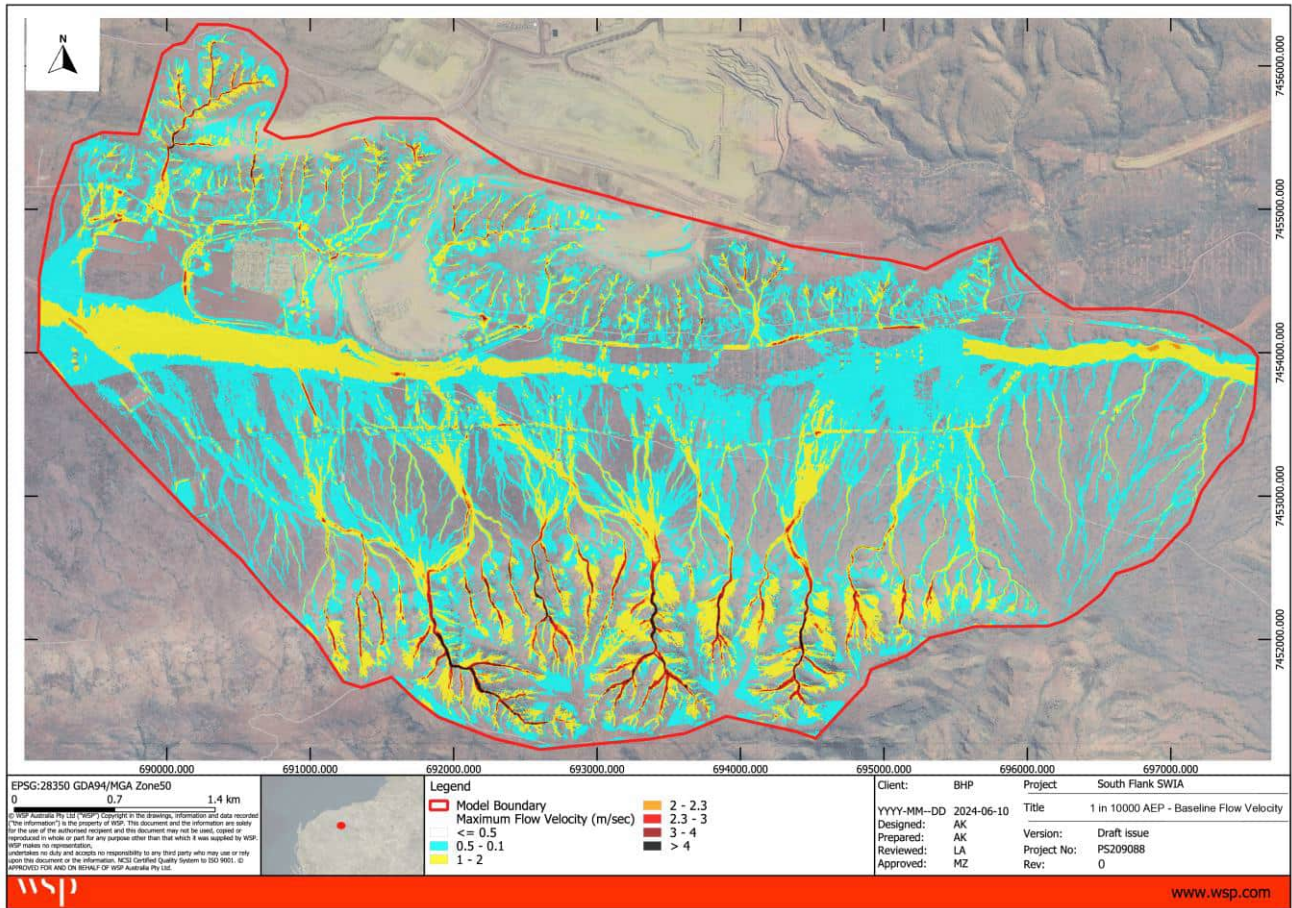 N
7456000.000
7455000.000
7454000.000
7453000.000
7452000.000
690000.000 691000.000 692000.000 693000.000 694000.000 695000.000 696000.000 697000.000
EPSG:28350 GDA94/MGA Zone50
0 0.7 1.4 km
© WSP Australia Pty Ltd ("WSP") Copyright in the drawings, information and data recorded
("the information") is the property of WSP. This document and the information are solely
for the use of the authorised recipient and this document may not be used, copied or
reproduced in whole or part for any purpose other than that which it was supplied by WSP.
WSP makes no representation,
undertakes no duty and accepts no responsibility to any third party who may use or rely
upon this document or the information. NCSI Certified Quality System to ISO 9001. ©
APPROVED FOR AND ON BEHALF OF WSP Australia Pty Ltd.
Legend
Model Boundary
Maximum Flow Velocity (m/sec)
<= 0.5
0.5 - 0.1
1 - 2
2 - 2.3
2.3 - 3
3 - 4
> 4
Client: BHP
YYYY-MM--DD 2024-06-10
Designed: AK
Prepared: AK
Reviewed: LA
Approved: MZ
Project South Flank SWIA
Title 1 in 10000 AEP - Baseline Flow Velocity
Version: Draft issue
Project No: PS209088
Rev: 0
wsp
www.wsp.com